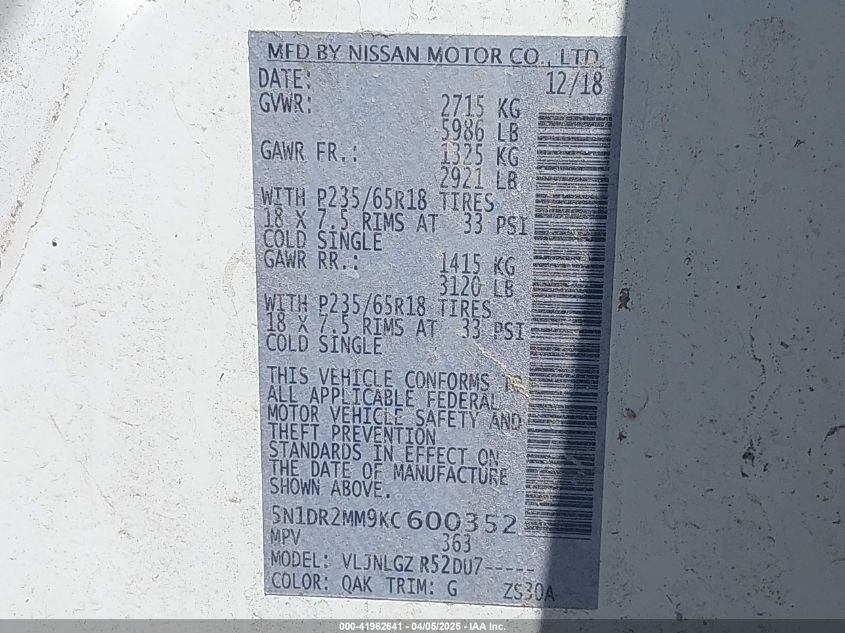 MFD BY NISSAN MOTOR CO., LTD.
DATE: 12/18
GVWR: 2715 KG
5986 LB
GAWR FR.: 1325 KG
2921 LB
WITH P235/65R18 TIRES
18 X 7.5 RIMS AT 33 PSI
COLD SINGLE
GAWR RR.: 1415 KG
3120 LB
WITH P235/65R18 TIRES
18 X 7.5 RIMS AT 33 PSI
COLD SINGLE
THIS VEHICLE CONFORMS TO
ALL APPLICABLE FEDERAL
MOTOR VEHICLE SAFETY AND
THEFT PREVENTION
STANDARDS IN EFFECT ON
THE DATE OF MANUFACTURE
SHOWN ABOVE.
5N1DR2MM9KC600352
MPV 363
MODEL: VLJNLGZ R52DU7-----
COLOR: QAK TRIM: G ZS30A
000-41962641 - 04/05/2025 - IAA Inc.